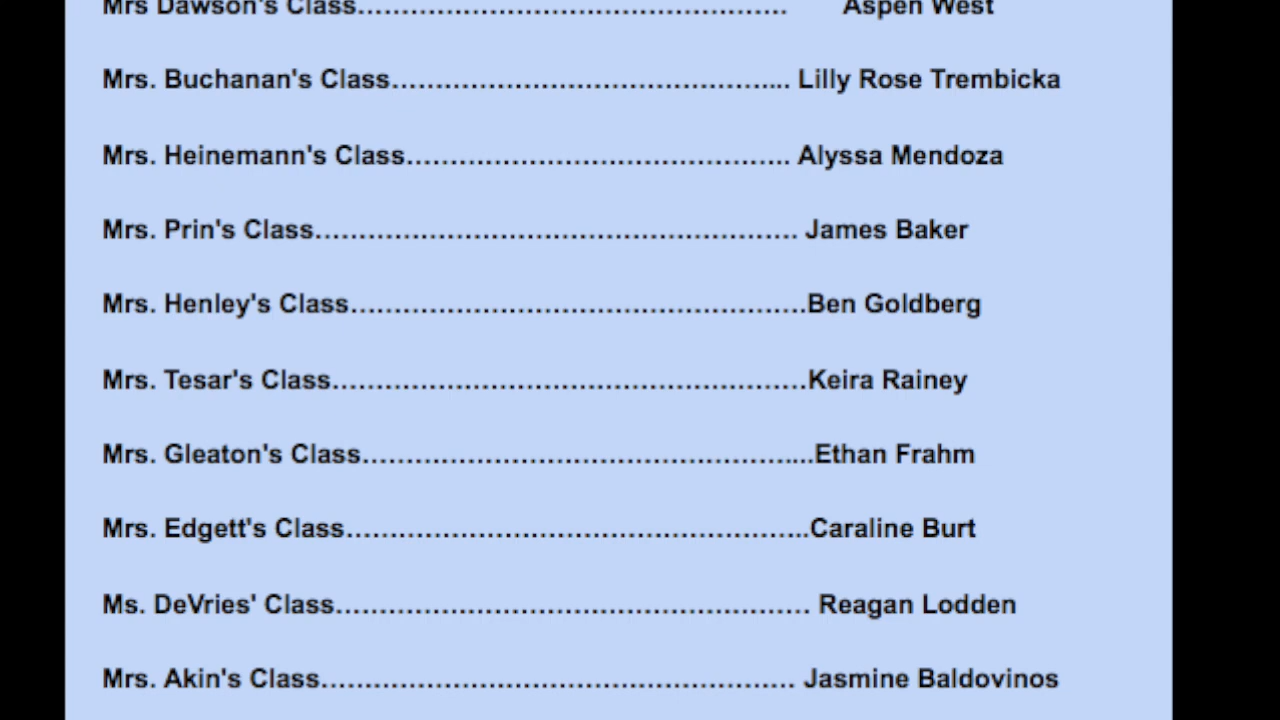 Mrs Dawson's Class……………………………………….. Aspen West
Mrs. Buchanan's Class………………………………….... Lilly Rose Trembicka
Mrs. Heinemann's Class………………………………….. Alyssa Mendoza
Mrs. Prin's Class……………………………………………. James Baker
Mrs. Henley's Class………………………………………….Ben Goldberg
Mrs. Tesar's Class……………………………………………Keira Rainey
Mrs. Gleaton's Class………………………………………....Ethan Frahm
Mrs. Edgett's Class…………………………………………..Caraline Burt
Ms. DeVries' Class…………………………………………… Reagan Lodden
Mrs. Akin's Class……………………………………………. Jasmine Baldovinos